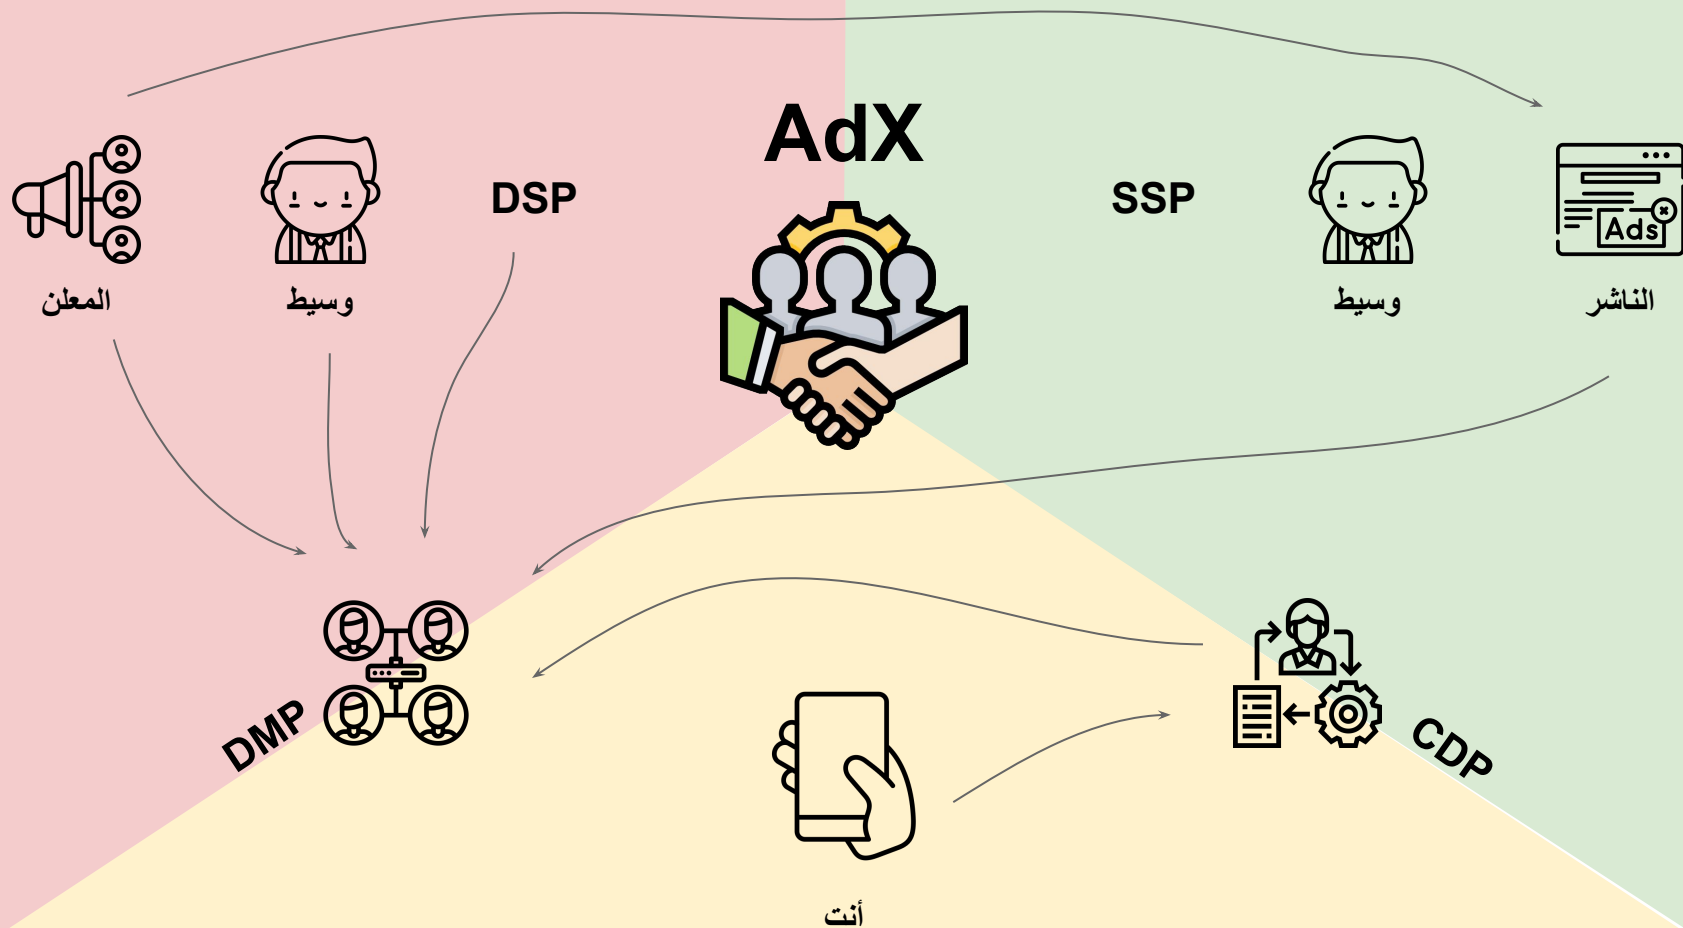 AdX
DSP
SSP
Ads
المعلن
وسيط
وسيط
الناشر
DMP
CDP
أنت